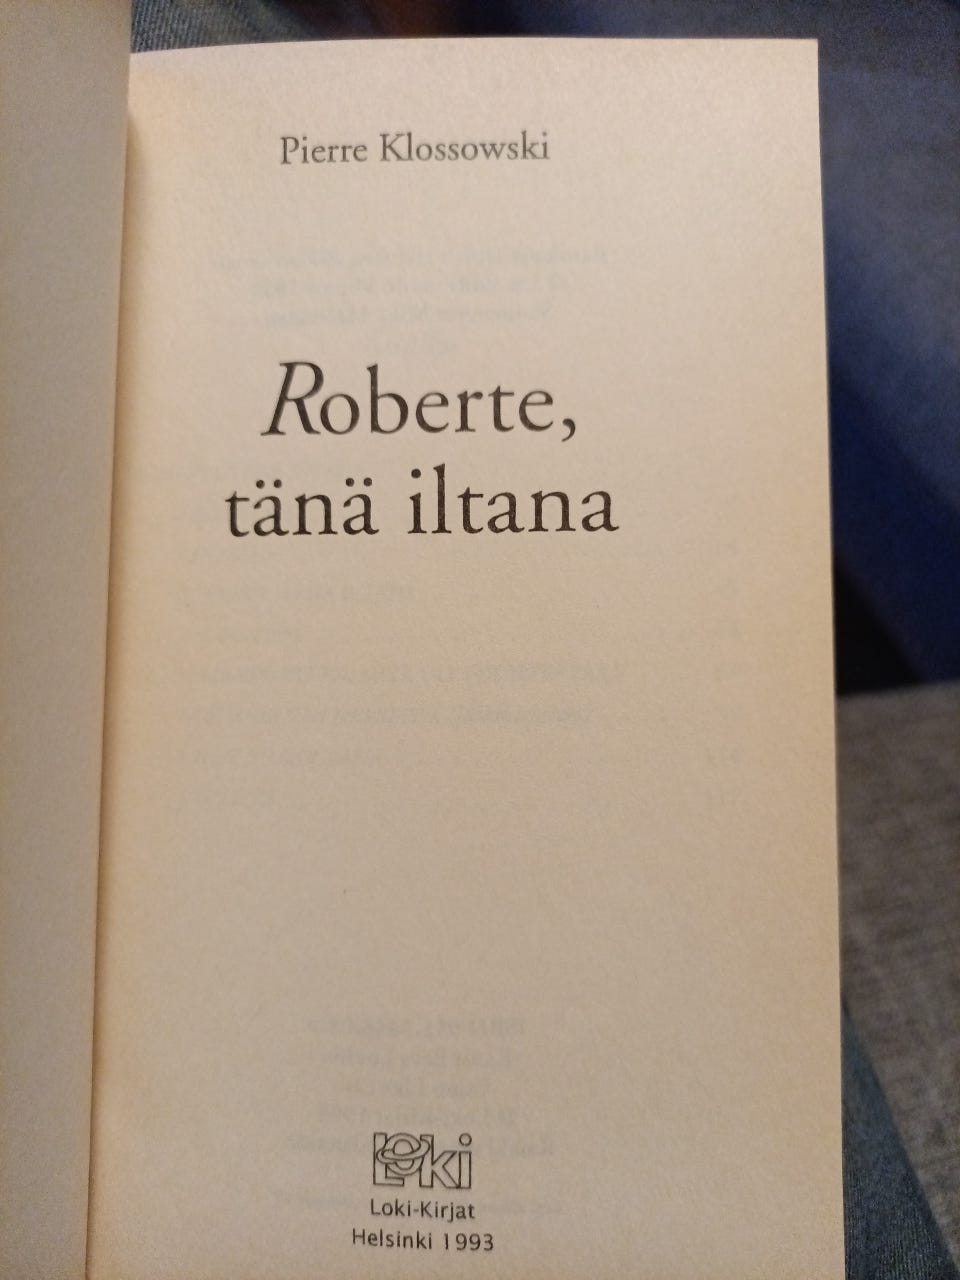 Pierre Klossowski
Roberte,
tänä iltana
Loki
Loki-Kirjat
Helsinki 1993